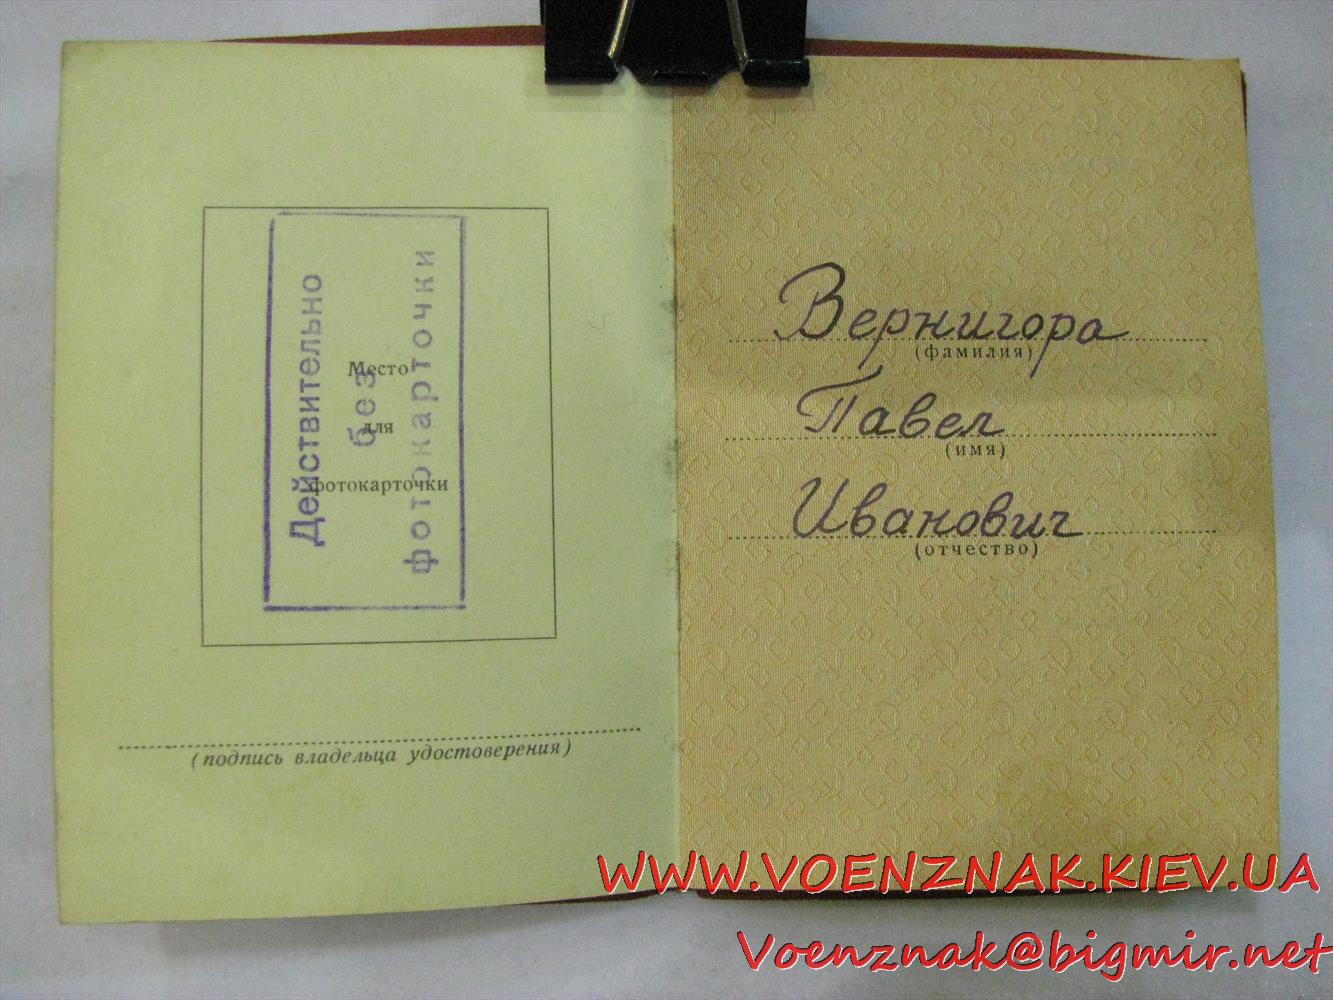 Действительно
без
фотокарточки
Место
для
фотокарточки
(подпись владельца удостоверения)
Вернигора
(фамилия)
Павел
(имя)
Иванович
(отчество)
WWW.VOENZNAK.KIEV.UA
Voenznak@bigmir.net